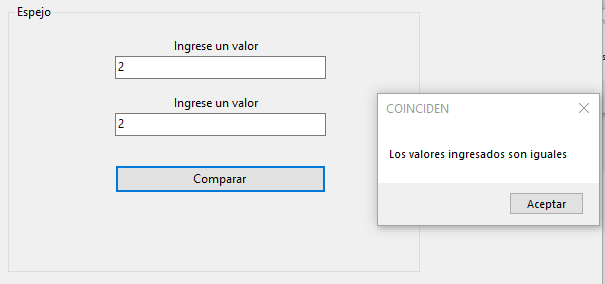 Espejo
Ingrese un valor
2
Ingrese un valor
2
Comparar
COINCIDEN
Los valores ingresados son iguales
Aceptar